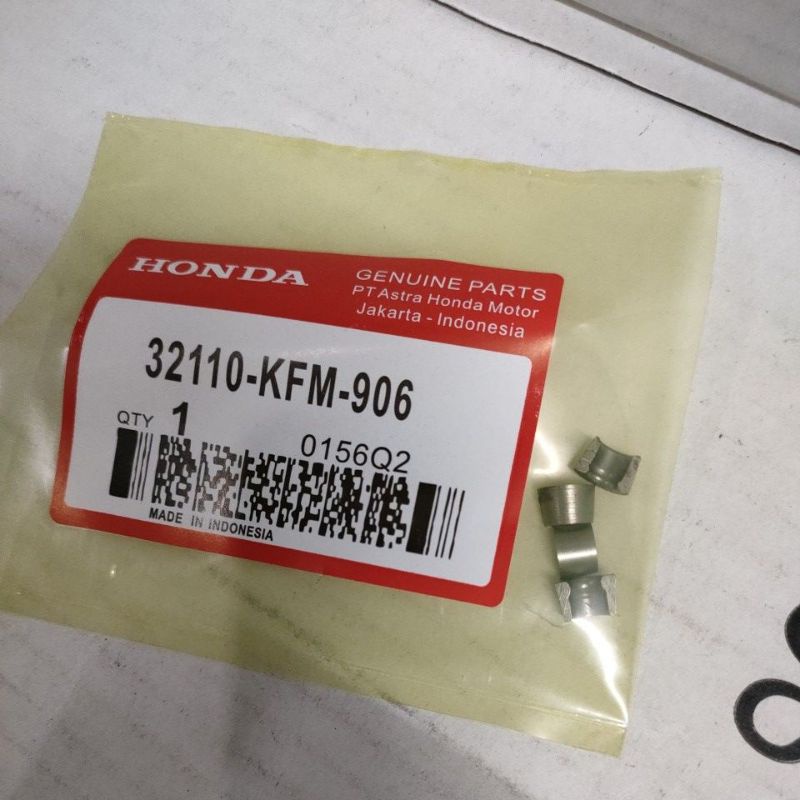 HONDA
GENUINE PARTS
PT Astra Honda Motor
Jakarta - Indonesia
32110-KFM-906
QTY 1
0156Q2
MADE IN INDONESIA